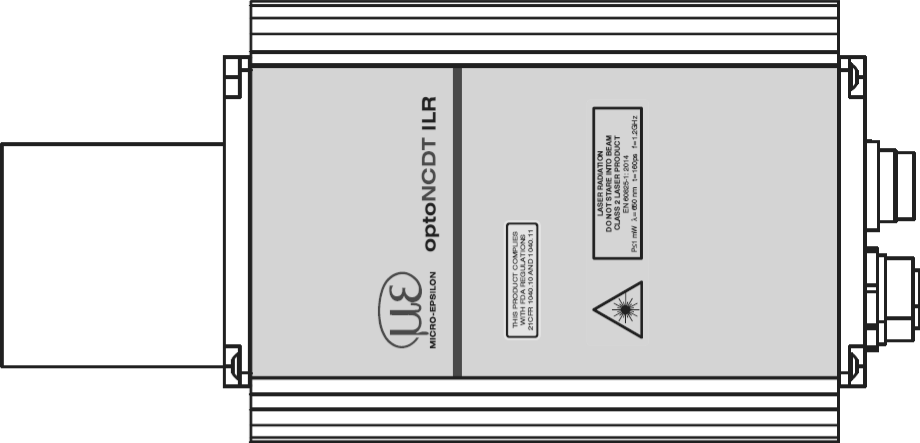 με
MICRO-EPSILON
optoNCDT ILR
THIS PRODUCT COMPLIES
WITH FDA REGULATIONS
21CFR 1040.10 AND 1040.11
LASER RADIATION
DO NOT STARE INTO BEAM
CLASS 2 LASER PRODUCT
EN 60825-1: 2014
P≤1 mW λ=650 nm t=160ps f=1.2GHz